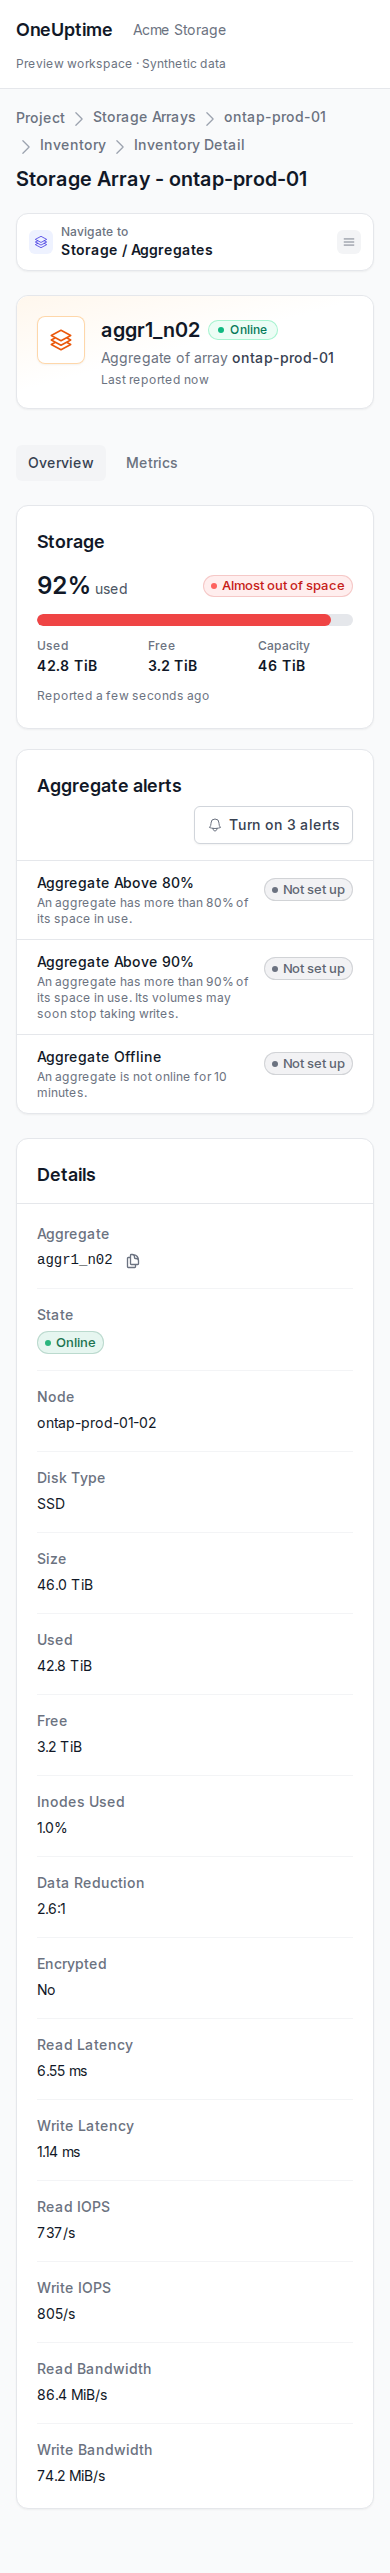 OneUptime Acme Storage
Preview workspace · Synthetic data
Project Storage Arrays ontap-prod-01
Inventory Inventory Detail
Storage Array - ontap-prod-01
Navigate to
Storage / Aggregates
aggr1_n02 Online
Aggregate of array ontap-prod-01
Last reported now
Overview Metrics
Storage
92% used Almost out of space
Used Free Capacity
42.8 TiB 3.2 TiB 46 TiB
Reported a few seconds ago
Aggregate alerts
Turn on 3 alerts
Aggregate Above 80% Not set up
An aggregate has more than 80% of
its space in use.
Aggregate Above 90% Not set up
An aggregate has more than 90% of
its space in use. Its volumes may
soon stop taking writes.
Aggregate Offline Not set up
An aggregate is not online for 10
minutes.
Details
Aggregate
aggr1_n02
State
Online
Node
ontap-prod-01-02
Disk Type
SSD
Size
46.0 TiB
Used
42.8 TiB
Free
3.2 TiB
Inodes Used
1.0%
Data Reduction
2.6:1
Encrypted
No
Read Latency
6.55 ms
Write Latency
1.14 ms
Read IOPS
737/s
Write IOPS
805/s
Read Bandwidth
86.4 MiB/s
Write Bandwidth
74.2 MiB/s